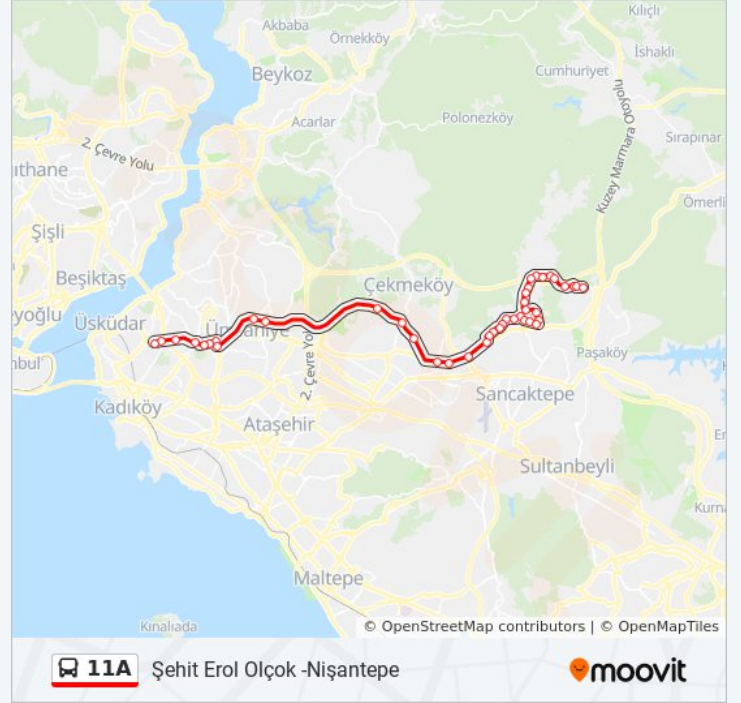 Kılıçlı
Akbaba
Örnekköy
İshaklı
Beykoz
Cumhuriyet
Acarlar
Polonezköy
Kuzey Marmara Otoyolu
Sırapınar
2. Çevre Yolu
ıthane
Ömerli
Şişli
Beşiktaş
Çekmeköy
eyoğlu
Üsküdar
Ümraniye
2. Çevre Yolu
Paşaköy
nbul
Sancaktepe
Kadıköy
Ataşehir
Er
Sultanbeyli
Kurna
Maltepe
Kınalıada
© OpenStreetMap contributors | © OpenMapTiles
11A Şehit Erol Olçok -Nişantepe
moovit